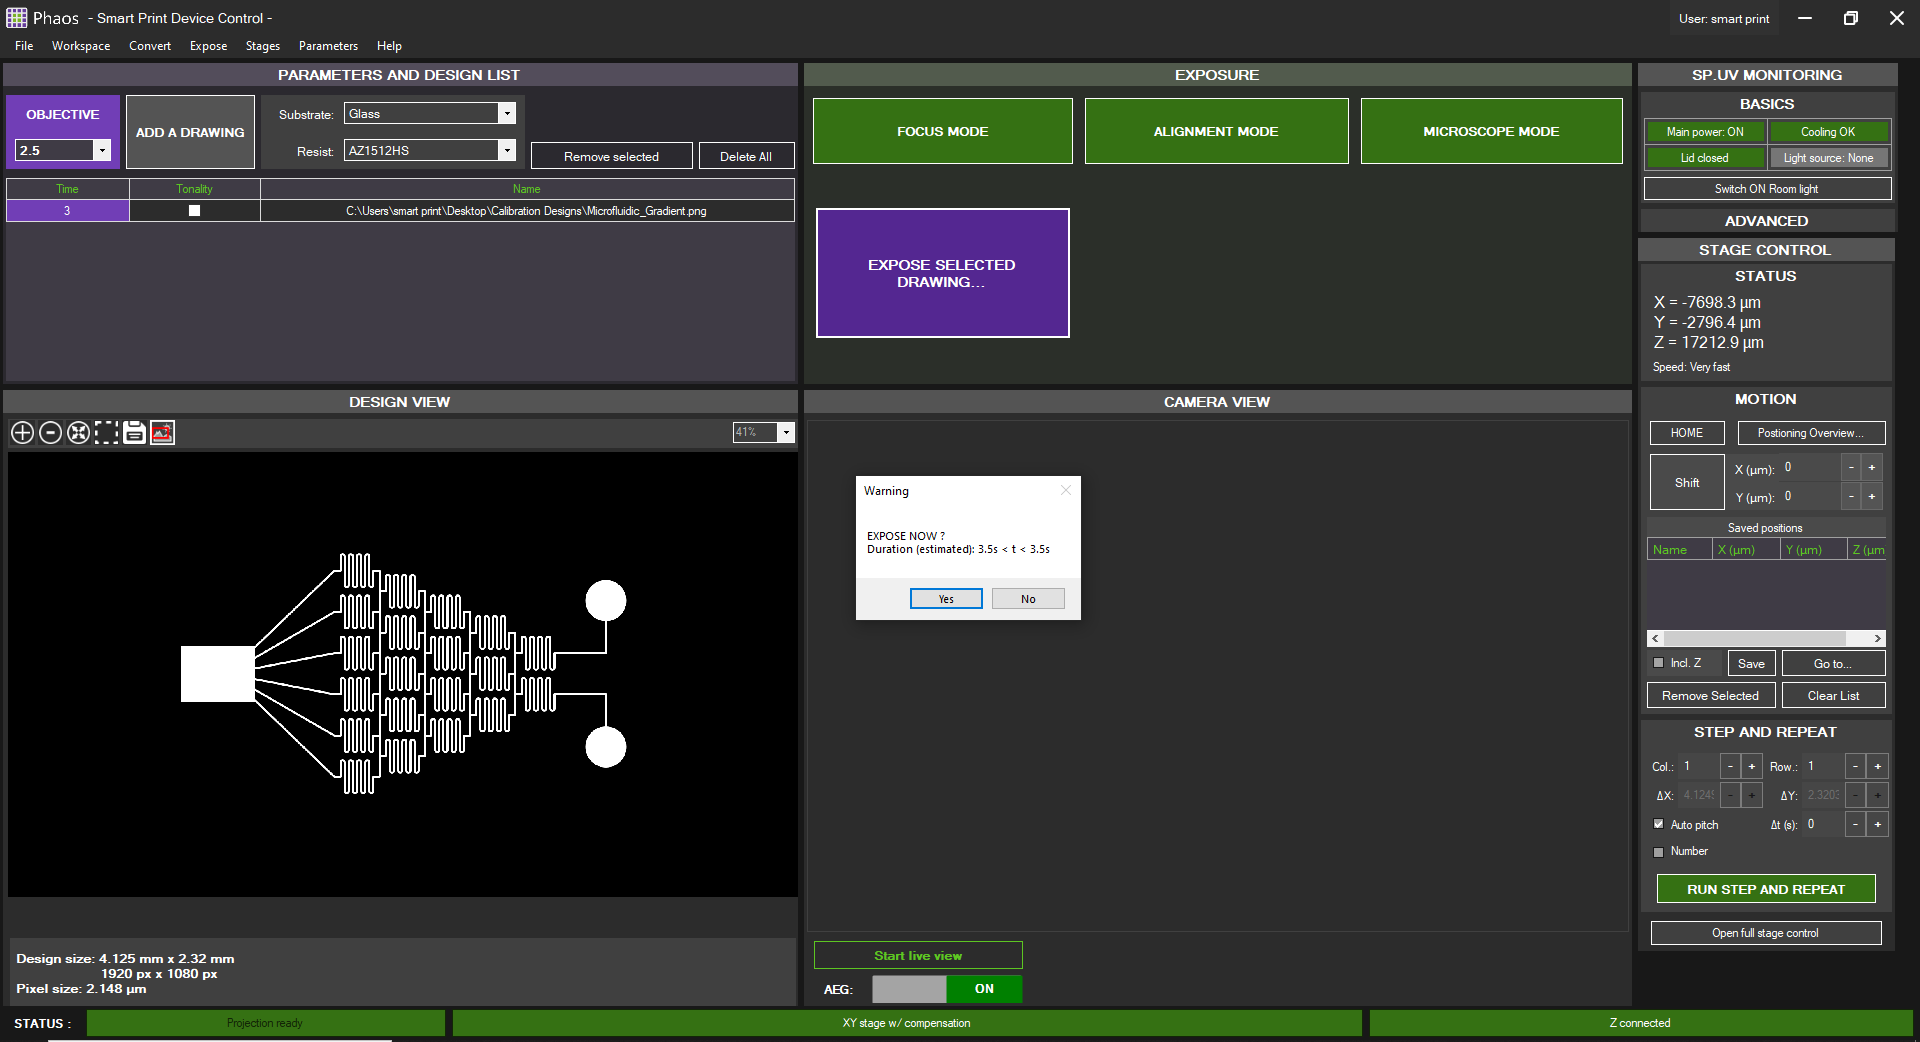 Phaos - Smart Print Device Control -
User: smart print
File Workspace Convert Expose Stages Parameters Help
PARAMETERS AND DESIGN LIST
OBJECTIVE
2.5
ADD A DRAWING
Substrate: Glass
Resist: AZ1512HS
Remove selected
Delete All
Time Tonality Name
3 C:\Users\smart print\Desktop\Calibration Designs\Microfluidic_Gradient.png
EXPOSURE
FOCUS MODE
ALIGNMENT MODE
MICROSCOPE MODE
EXPOSE SELECTED
DRAWING...
DESIGN VIEW
41%
Design size: 4.125 mm x 2.32 mm
1920 px x 1080 px
Pixel size: 2.148 µm
CAMERA VIEW
Warning
EXPOSE NOW ?
Duration (estimated): 3.5s < t < 3.5s
Yes
No
Start live view
AEG: ON
SP.UV MONITORING
BASICS
Main power: ON
Cooling OK
Lid closed
Light source: None
Switch ON Room light
ADVANCED
STAGE CONTROL
STATUS
X = -7698.3 µm
Y = -2796.4 µm
Z = 17212.9 µm
Speed: Very fast
MOTION
HOME
Postioning Overview...
Shift
X (µm): 0 - +
Y (µm): 0 - +
Saved positions
Name X (µm) Y (µm) Z (µm
Incl. Z
Save
Go to...
Remove Selected
Clear List
STEP AND REPEAT
Col.: 1 - + Row.: 1 - +
ΔX: 4.1249 - + ΔY: 2.3203 - +
Auto pitch Δt (s): 0 - +
Number
RUN STEP AND REPEAT
Open full stage control
STATUS : Projection ready XY stage w/ compensation Z connected